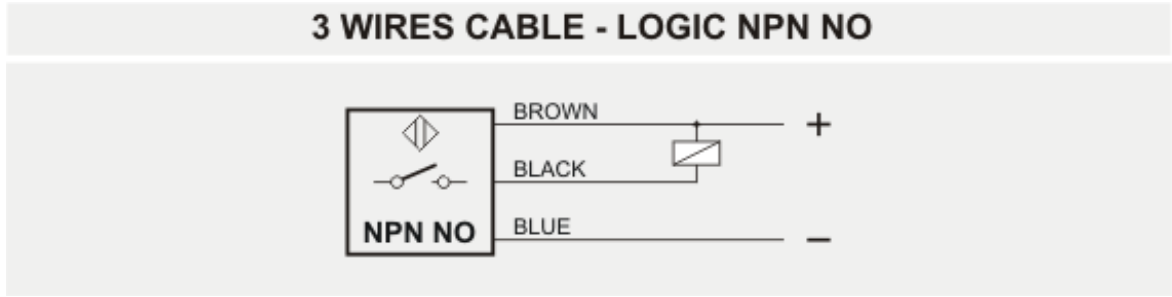 3 WIRES CABLE - LOGIC NPN NO
BROWN
+
BLACK
NPN NO
BLUE
−